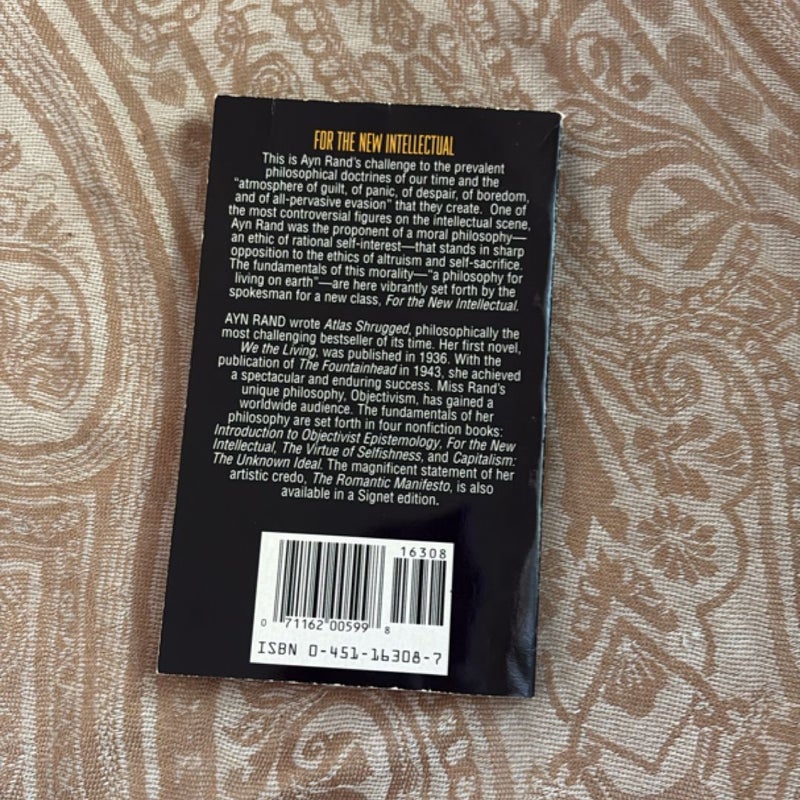 FOR THE NEW INTELLECTUAL
This is Ayn Rand's challenge to the prevalent
philosophical doctrines of our time and the
"atmosphere of guilt, of panic, of despair, of boredom,
and of all-pervasive evasion" that they create. One of
the most controversial figures on the intellectual scene,
Ayn Rand was the proponent of a moral philosophy—
an ethic of rational self-interest—that stands in sharp
opposition to the ethics of altruism and self-sacrifice.
The fundamentals of this morality—"a philosophy for
living on earth"—are here vibrantly set forth by the
spokesman for a new class, For the New Intellectual.
AYN RAND wrote Atlas Shrugged, philosophically the
most challenging bestseller of its time. Her first novel,
We the Living, was published in 1936. With the
publication of The Fountainhead in 1943, she achieved
a spectacular and enduring success. Miss Rand's
unique philosophy, Objectivism, has gained a
worldwide audience. The fundamentals of her
philosophy are set forth in four nonfiction books:
Introduction to Objectivist Epistemology, For the New
Intellectual, The Virtue of Selfishness, and Capitalism:
The Unknown Ideal. The magnificent statement of her
artistic credo, The Romantic Manifesto, is also
available in a Signet edition.
16308
0 71162 00599 8
ISBN 0-451-16308-7